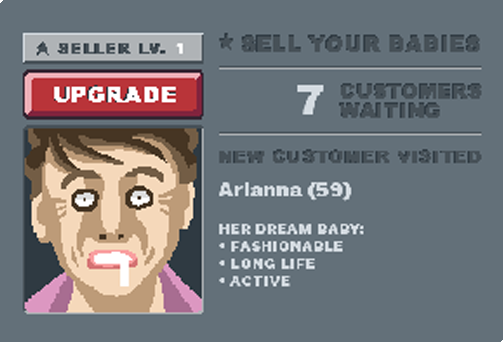 SELLER LV. 1
UPGRADE
SELL YOUR BABIES
7 CUSTOMERS
WAITING
NEW CUSTOMER VISITED
Arianna (59)
HER DREAM BABY:
• FASHIONABLE
• LONG LIFE
• ACTIVE